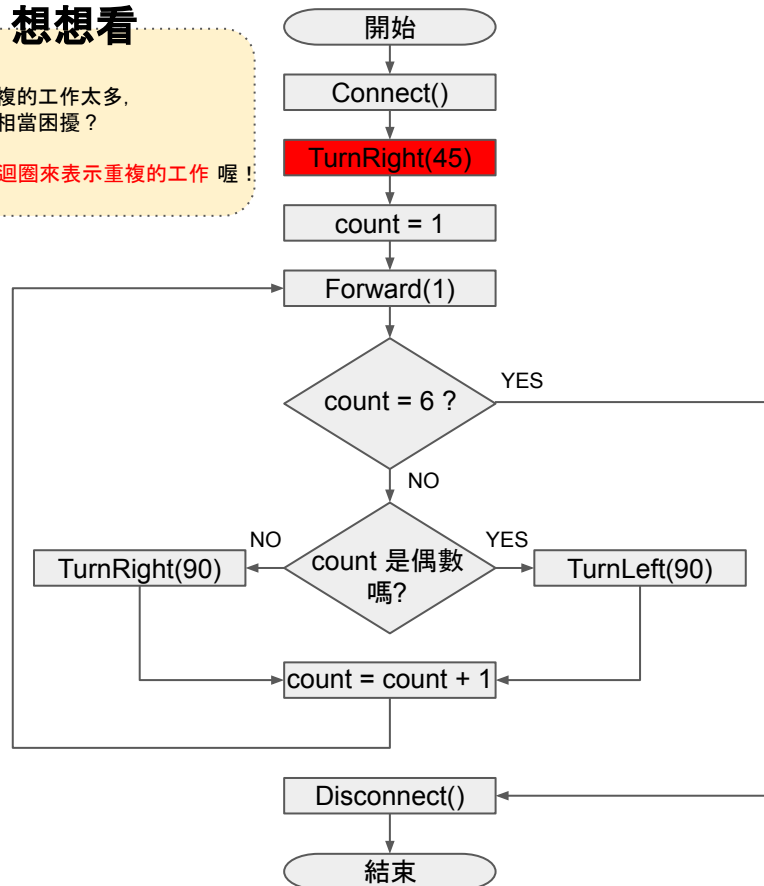 想想看
複的工作太多,
相當困擾？
迴圈來表示重複的工作 喔！
開始
Connect()
TurnRight(45)
count = 1
Forward(1)
count = 6 ?
YES
NO
count 是偶數
嗎?
NO
YES
TurnRight(90)
TurnLeft(90)
count = count + 1
Disconnect()
結束